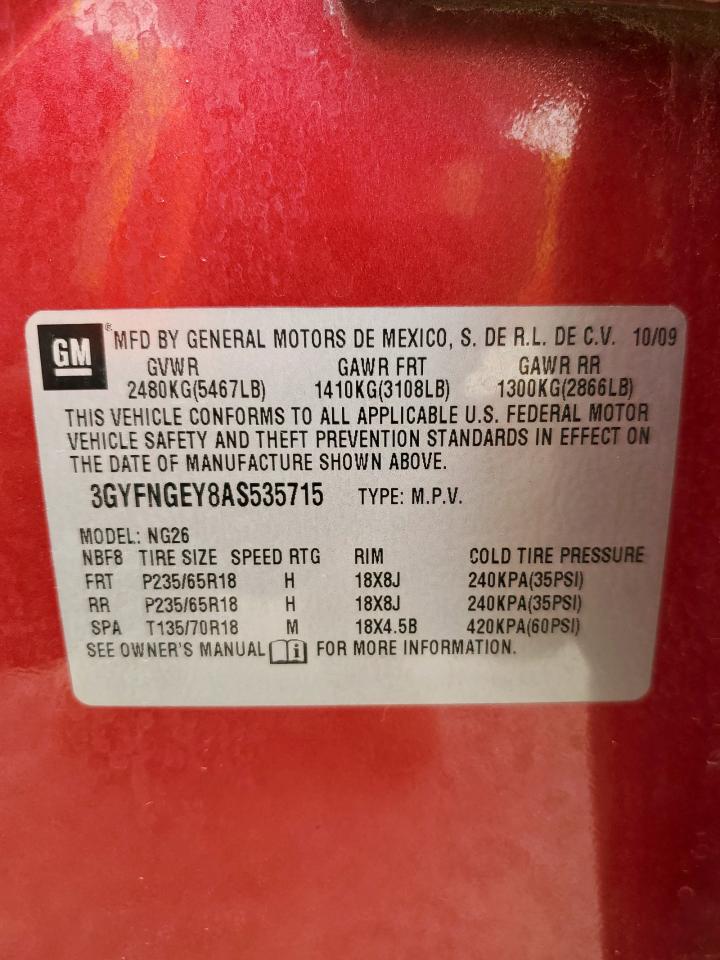 GM ® MFD BY GENERAL MOTORS DE MEXICO, S. DE R.L. DE C.V. 10/09
GVWR GAWR FRT GAWR RR
2480KG(5467LB) 1410KG(3108LB) 1300KG(2866LB)
THIS VEHICLE CONFORMS TO ALL APPLICABLE U.S. FEDERAL MOTOR
VEHICLE SAFETY AND THEFT PREVENTION STANDARDS IN EFFECT ON
THE DATE OF MANUFACTURE SHOWN ABOVE.
3GYFNGEY8AS535715 TYPE: M.P.V.
MODEL: NG26
NBF8 TIRE SIZE SPEED RTG RIM COLD TIRE PRESSURE
FRT P235/65R18 H 18X8J 240KPA(35PSI)
RR P235/65R18 H 18X8J 240KPA(35PSI)
SPA T135/70R18 M 18X4.5B 420KPA(60PSI)
SEE OWNER'S MANUAL i FOR MORE INFORMATION.